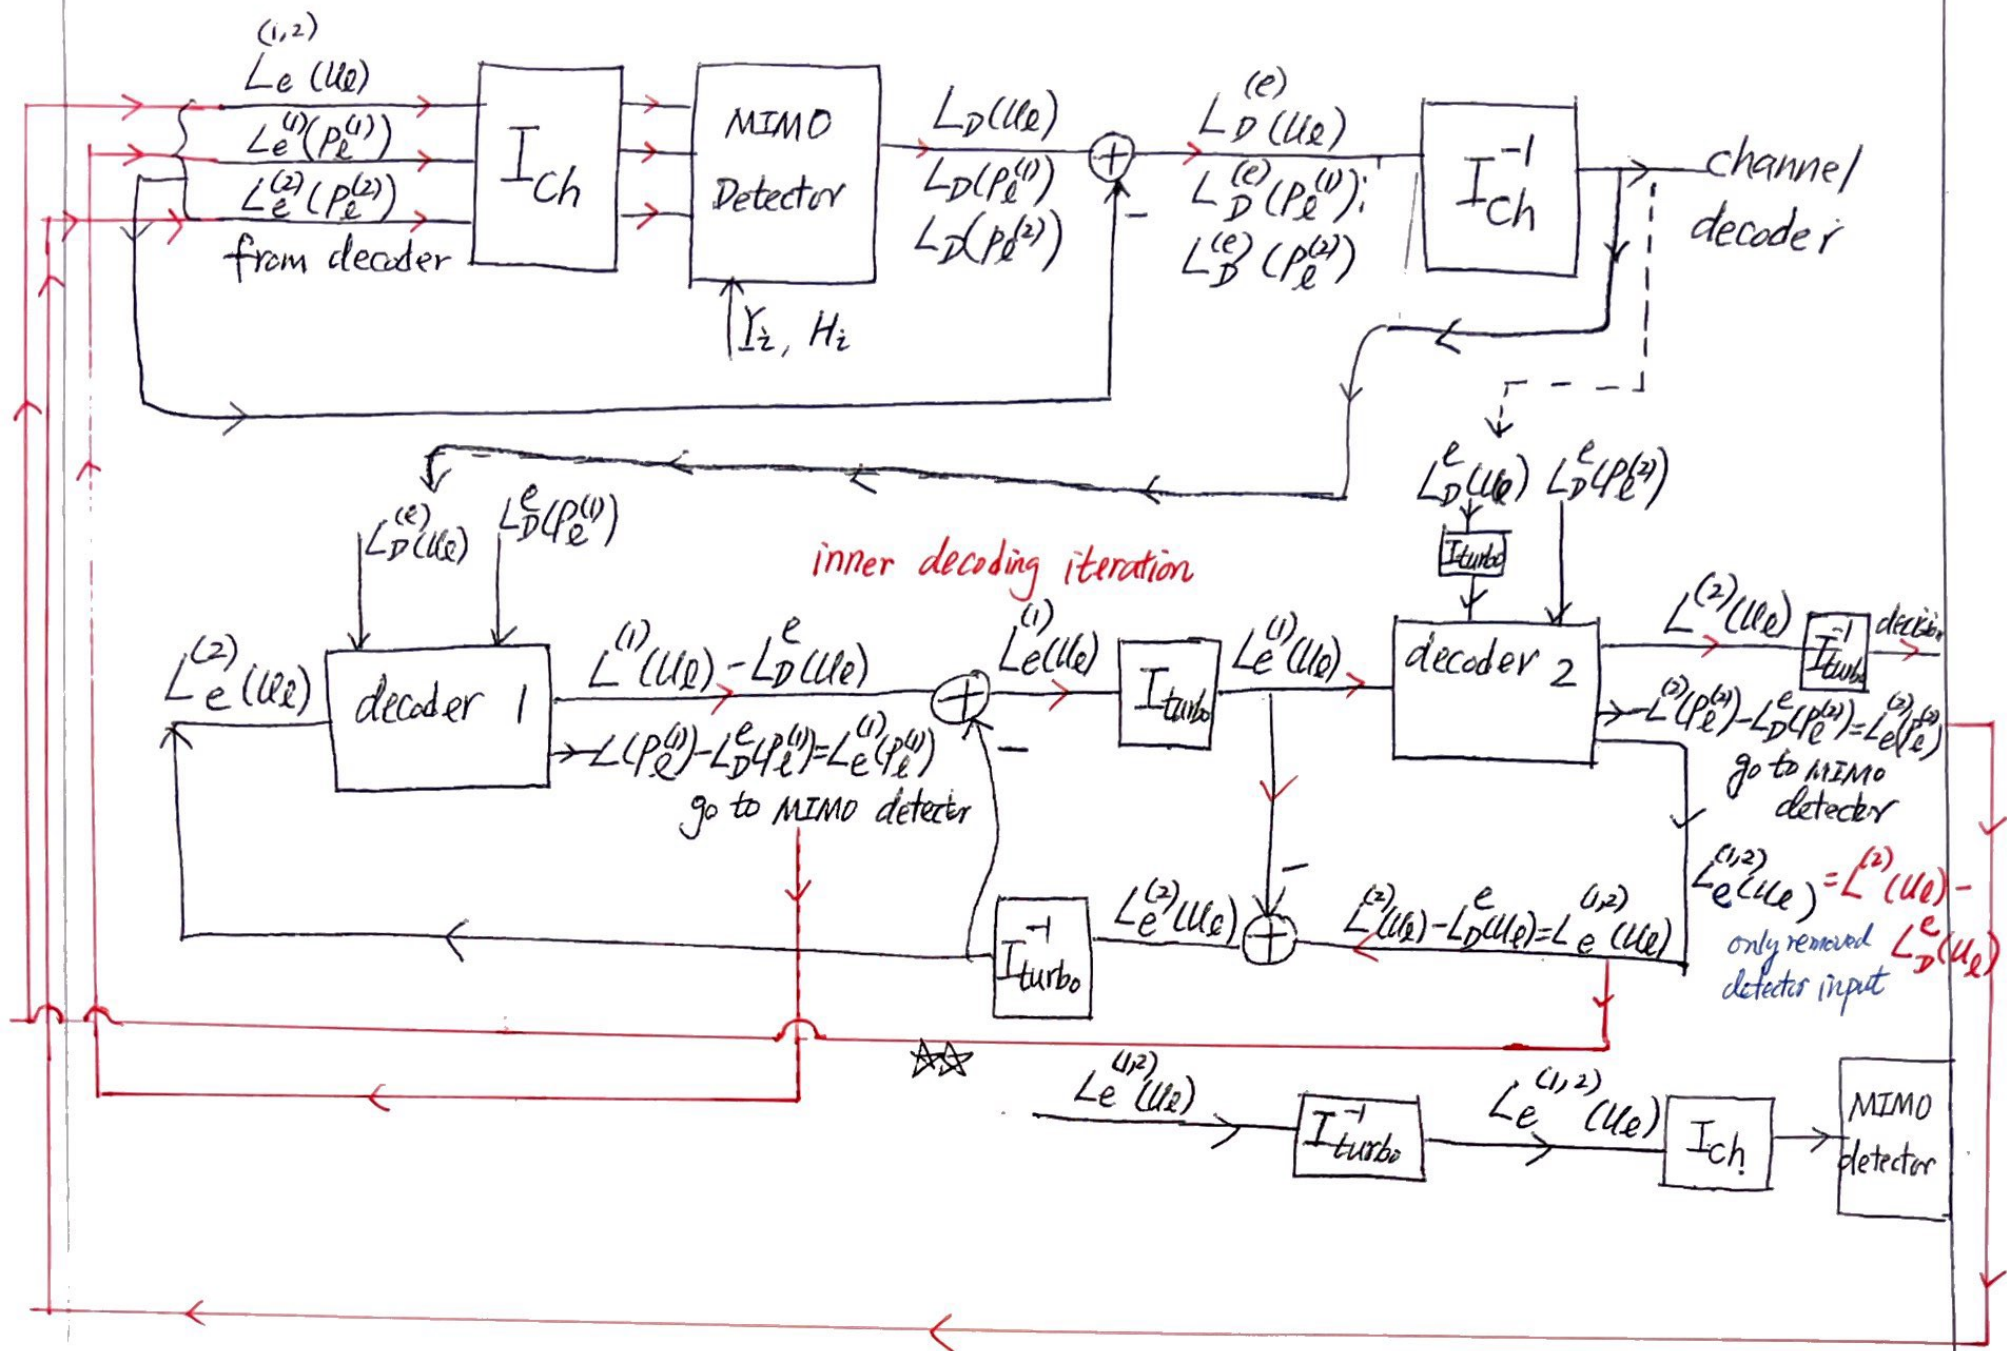 L_e^(1,2)(u_ℓ)
L_e^(1)(p_ℓ^(1))
L_e^(2)(p_ℓ^(2))
from decoder
I_ch
MIMO
Detector
Y_i, H_i
L_D(u_ℓ)
L_D(p_ℓ^(1))
L_D(p_ℓ^(2))
+
−
L_D^(e)(u_ℓ)
L_D^(e)(p_ℓ^(1));
L_D^(e)(p_ℓ^(2))
I_ch^-1
channel
decoder
L_D^(e)(u_ℓ)
L_D^e(p_ℓ^(1))
inner decoding iteration
L_D^e(u_ℓ)
L_D^e(p_ℓ^(2))
I_turbo
L_e^(2)(u_ℓ)
decoder 1
L^(1)(u_ℓ) − L_D^e(u_ℓ)
L(p_ℓ^(1)) − L_D^e(p_ℓ^(1)) = L_e^(1)(p_ℓ^(1))
go to MIMO detector
+
−
L_e^(1)(u_ℓ)
I_turbo
L_e^(1)(u_ℓ)
decoder 2
L^(2)(u_ℓ)
I_turbo^-1
decision
L^(2)(p_ℓ^(2)) − L_D^e(p_ℓ^(2)) = L_e^(2)(p_ℓ^(2))
go to MIMO
detector
I_turbo^-1
L_e^(2)(u_ℓ)
+
−
L^(2)(u_ℓ) − L_D^e(u_ℓ) = L_e^(1,2)(u_ℓ)
L_e^(1,2)(u_ℓ) = L^(2)(u_ℓ) −
L_D^e(u_ℓ)
only removed
detector input
☆☆
L_e^(1,2)(u_ℓ)
I_turbo^-1
L_e^(1,2)(u_ℓ)
I_ch.
MIMO
detector